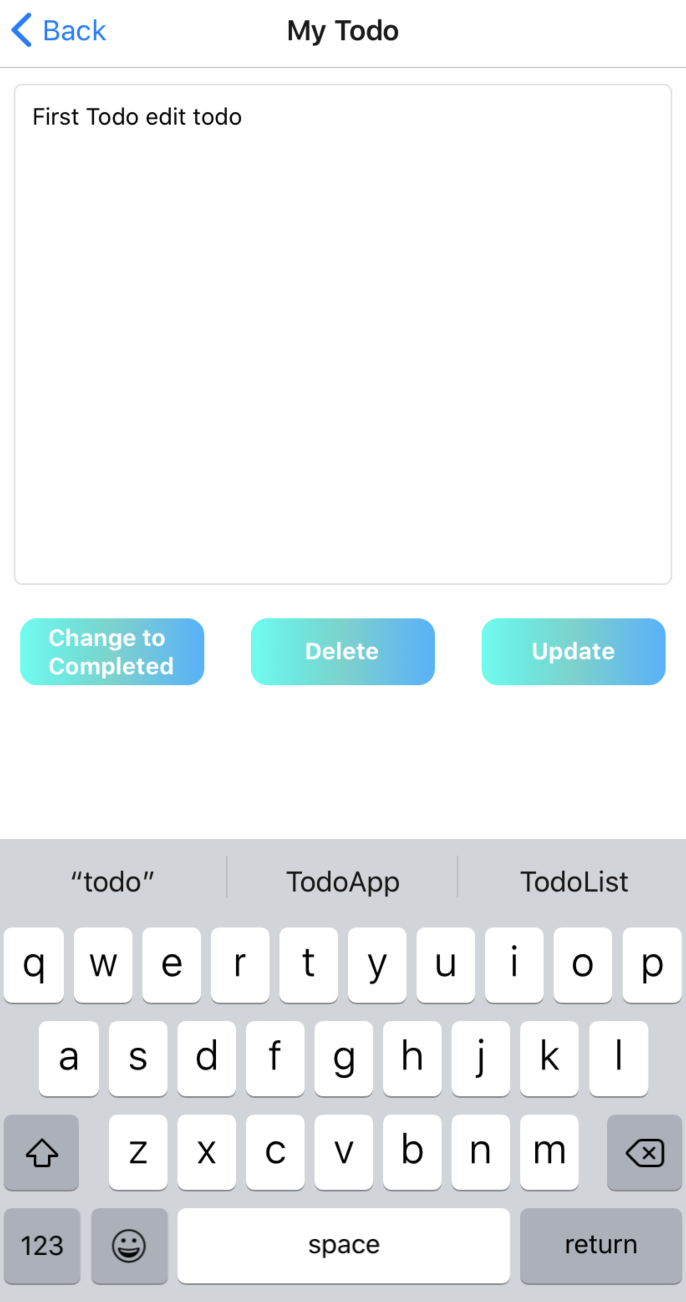 Back My Todo
First Todo edit todo
Change to Delete Update
Completed
“todo” TodoApp TodoList
q w e r t y u i o p
a s d f g h j k l
z x c v b n m
123 space return